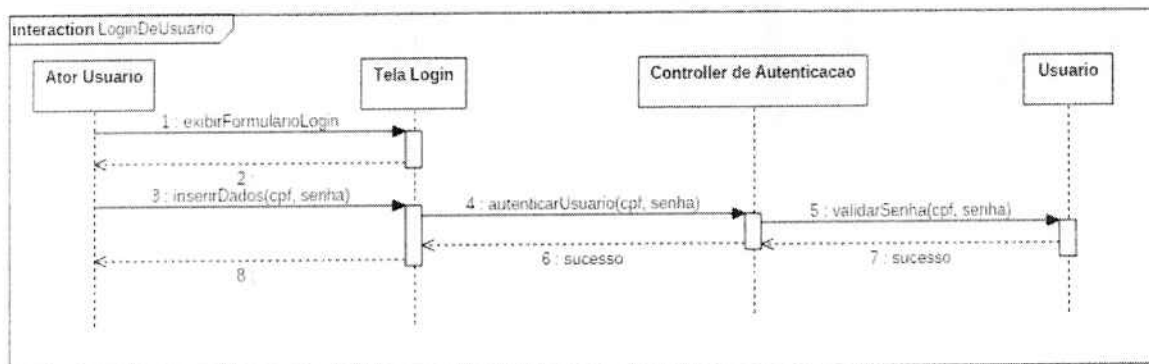 interaction LoginDeUsuario
Ator Usuario
Tela Login
Controller de Autenticacao
Usuario
1 : exibirFormularioLogin
2 :
3 : inserirDados(cpf, senha)
4 : autenticarUsuario(cpf, senha)
5 : validarSenha(cpf, senha)
6 : sucesso
7 : sucesso
8 :